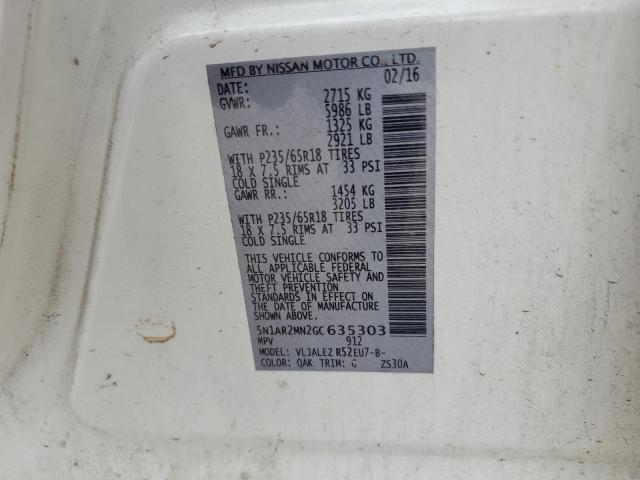 MFD BY NISSAN MOTOR CO., LTD.
DATE: 02/16
GVWR: 2715 KG
5986 LB
GAWR FR.: 1325 KG
2921 LB
WITH P235/65R18 TIRES
18 X 7.5 RIMS AT 33 PSI
COLD SINGLE
GAWR RR.: 1454 KG
3205 LB
WITH P235/65R18 TIRES
18 X 7.5 RIMS AT 33 PSI
COLD SINGLE
THIS VEHICLE CONFORMS TO
ALL APPLICABLE FEDERAL
MOTOR VEHICLE SAFETY AND
THEFT PREVENTION
STANDARDS IN EFFECT ON
THE DATE OF MANUFACTURE
SHOWN ABOVE.
5N1AR2MN2GC635303
MPV 912
MODEL: VLJALEZ R52EU7-B-
COLOR: QAK TRIM: G ZS30A